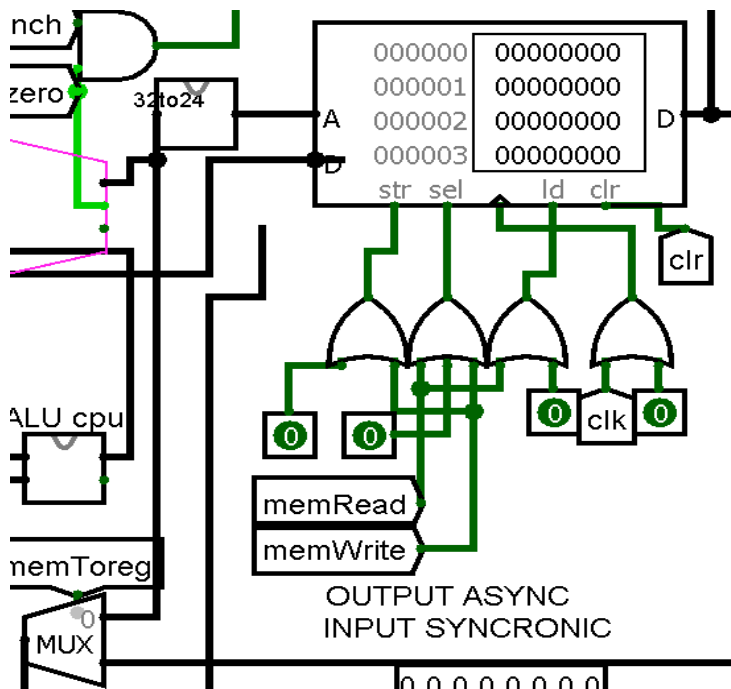 nch
zero
32to24
A
D
D
000000 00000000
000001 00000000
000002 00000000
000003 00000000
str sel ld clr
clr
0
0
0
clk
0
ALU cpu
memRead
memWrite
memToreg
0
MUX
OUTPUT ASYNC
INPUT SYNCRONIC
0 0 0 0 0 0 0 0